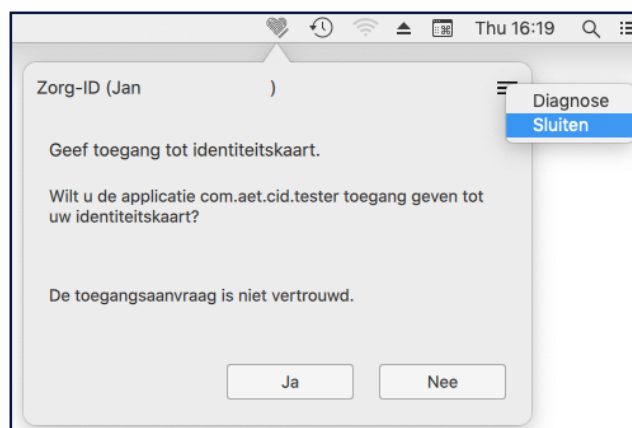 Thu 16:19
Zorg-ID (Jan )
Diagnose
Sluiten
Geef toegang tot identiteitskaart.
Wilt u de applicatie com.aet.cid.tester toegang geven tot
uw identiteitskaart?
De toegangsaanvraag is niet vertrouwd.
Ja
Nee